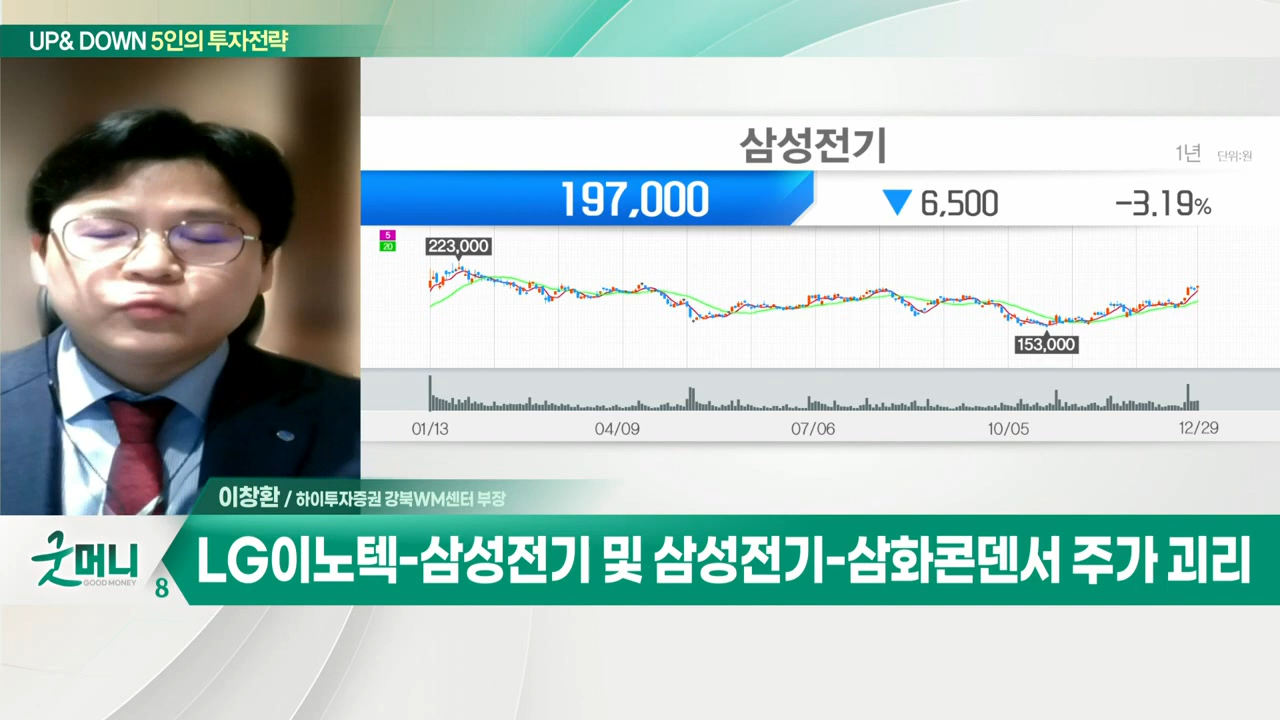 UP& DOWN 5인의 투자전략
삼성전기
1년 단위:원
197,000 ▼ 6,500 -3.19%
5
20
223,000
153,000
01/13 04/09 07/06 10/05 12/29
이창환 / 하이투자증권 강북WM센터 부장
굿머니
GOOD MONEY
8
LG이노텍-삼성전기 및 삼성전기-삼화콘덴서 주가 괴리